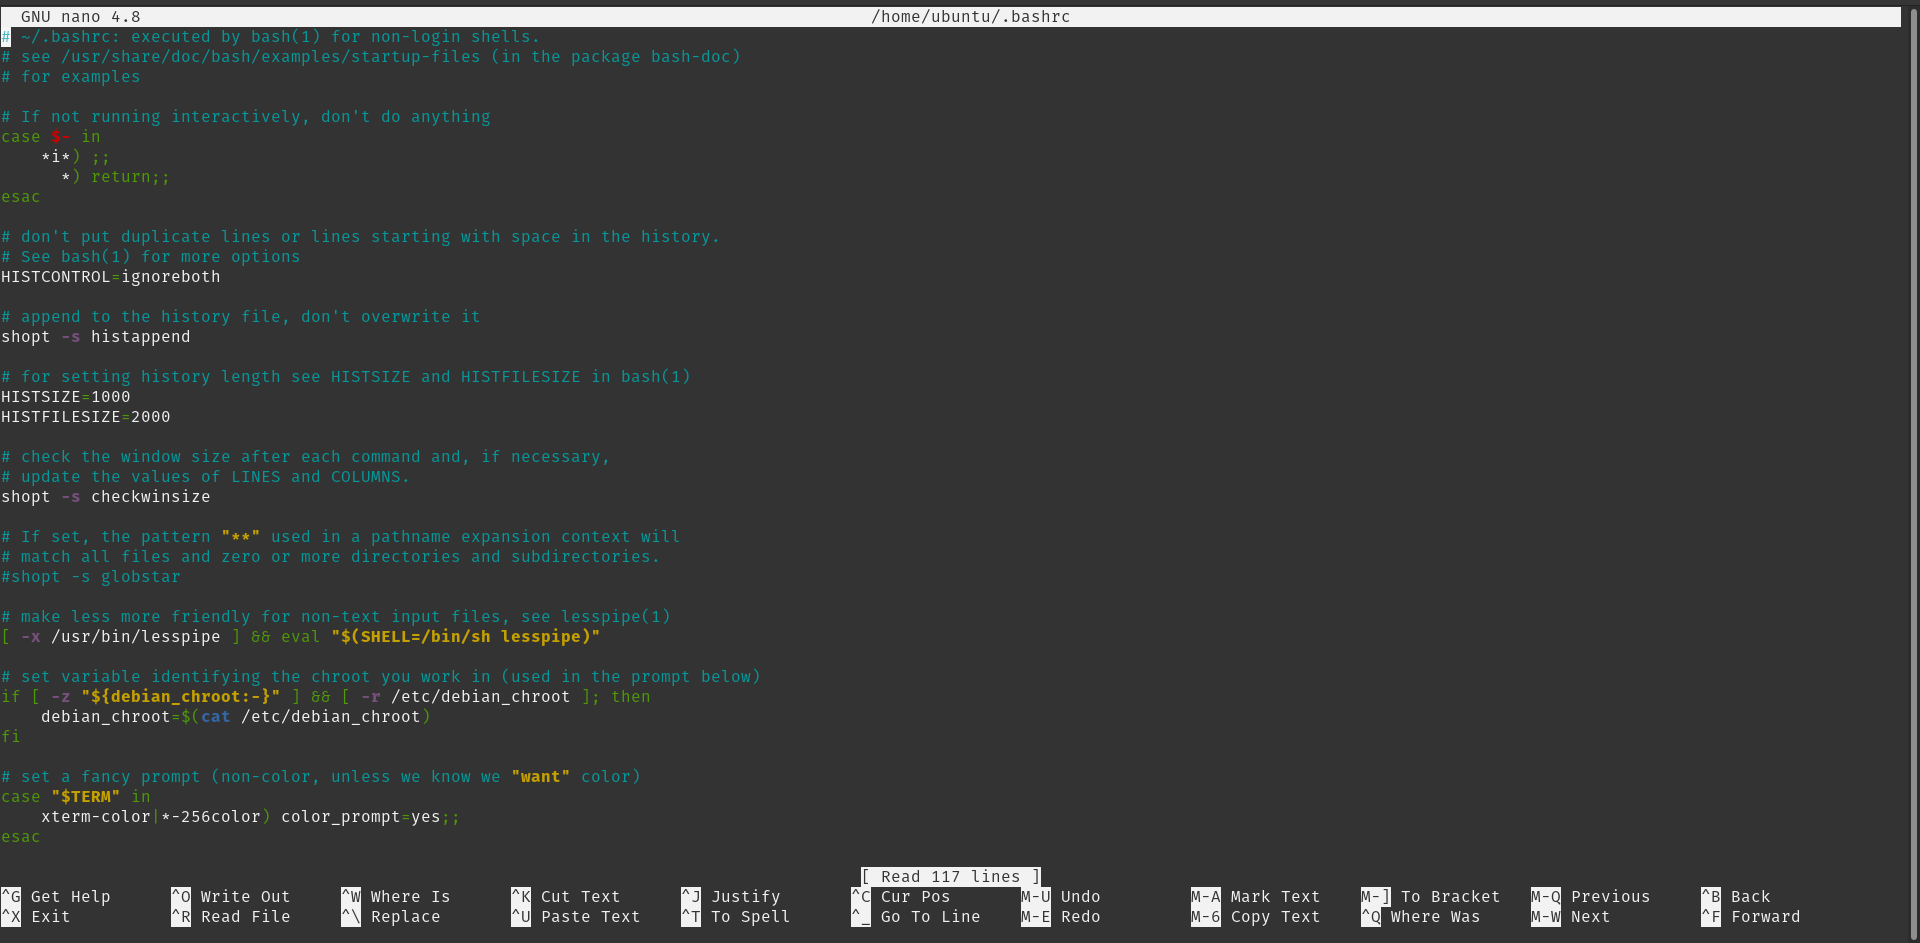 GNU nano 4.8 /home/ubuntu/.bashrc
# ~/.bashrc: executed by bash(1) for non-login shells.
# see /usr/share/doc/bash/examples/startup-files (in the package bash-doc)
# for examples

# If not running interactively, don't do anything
case $- in
    *i*) ;;
      *) return;;
esac

# don't put duplicate lines or lines starting with space in the history.
# See bash(1) for more options
HISTCONTROL=ignoreboth

# append to the history file, don't overwrite it
shopt -s histappend

# for setting history length see HISTSIZE and HISTFILESIZE in bash(1)
HISTSIZE=1000
HISTFILESIZE=2000

# check the window size after each command and, if necessary,
# update the values of LINES and COLUMNS.
shopt -s checkwinsize

# If set, the pattern "**" used in a pathname expansion context will
# match all files and zero or more directories and subdirectories.
#shopt -s globstar

# make less more friendly for non-text input files, see lesspipe(1)
[ -x /usr/bin/lesspipe ] && eval "$(SHELL=/bin/sh lesspipe)"

# set variable identifying the chroot you work in (used in the prompt below)
if [ -z "${debian_chroot:-}" ] && [ -r /etc/debian_chroot ]; then
    debian_chroot=$(cat /etc/debian_chroot)
fi

# set a fancy prompt (non-color, unless we know we "want" color)
case "$TERM" in
    xterm-color|*-256color) color_prompt=yes;;
esac

[ Read 117 lines ]
^G Get Help ^O Write Out ^W Where Is ^K Cut Text ^J Justify ^C Cur Pos M-U Undo M-A Mark Text M-] To Bracket M-Q Previous ^B Back
^X Exit ^R Read File ^\ Replace ^U Paste Text ^T To Spell ^_ Go To Line M-E Redo M-6 Copy Text ^Q Where Was M-W Next ^F Forward